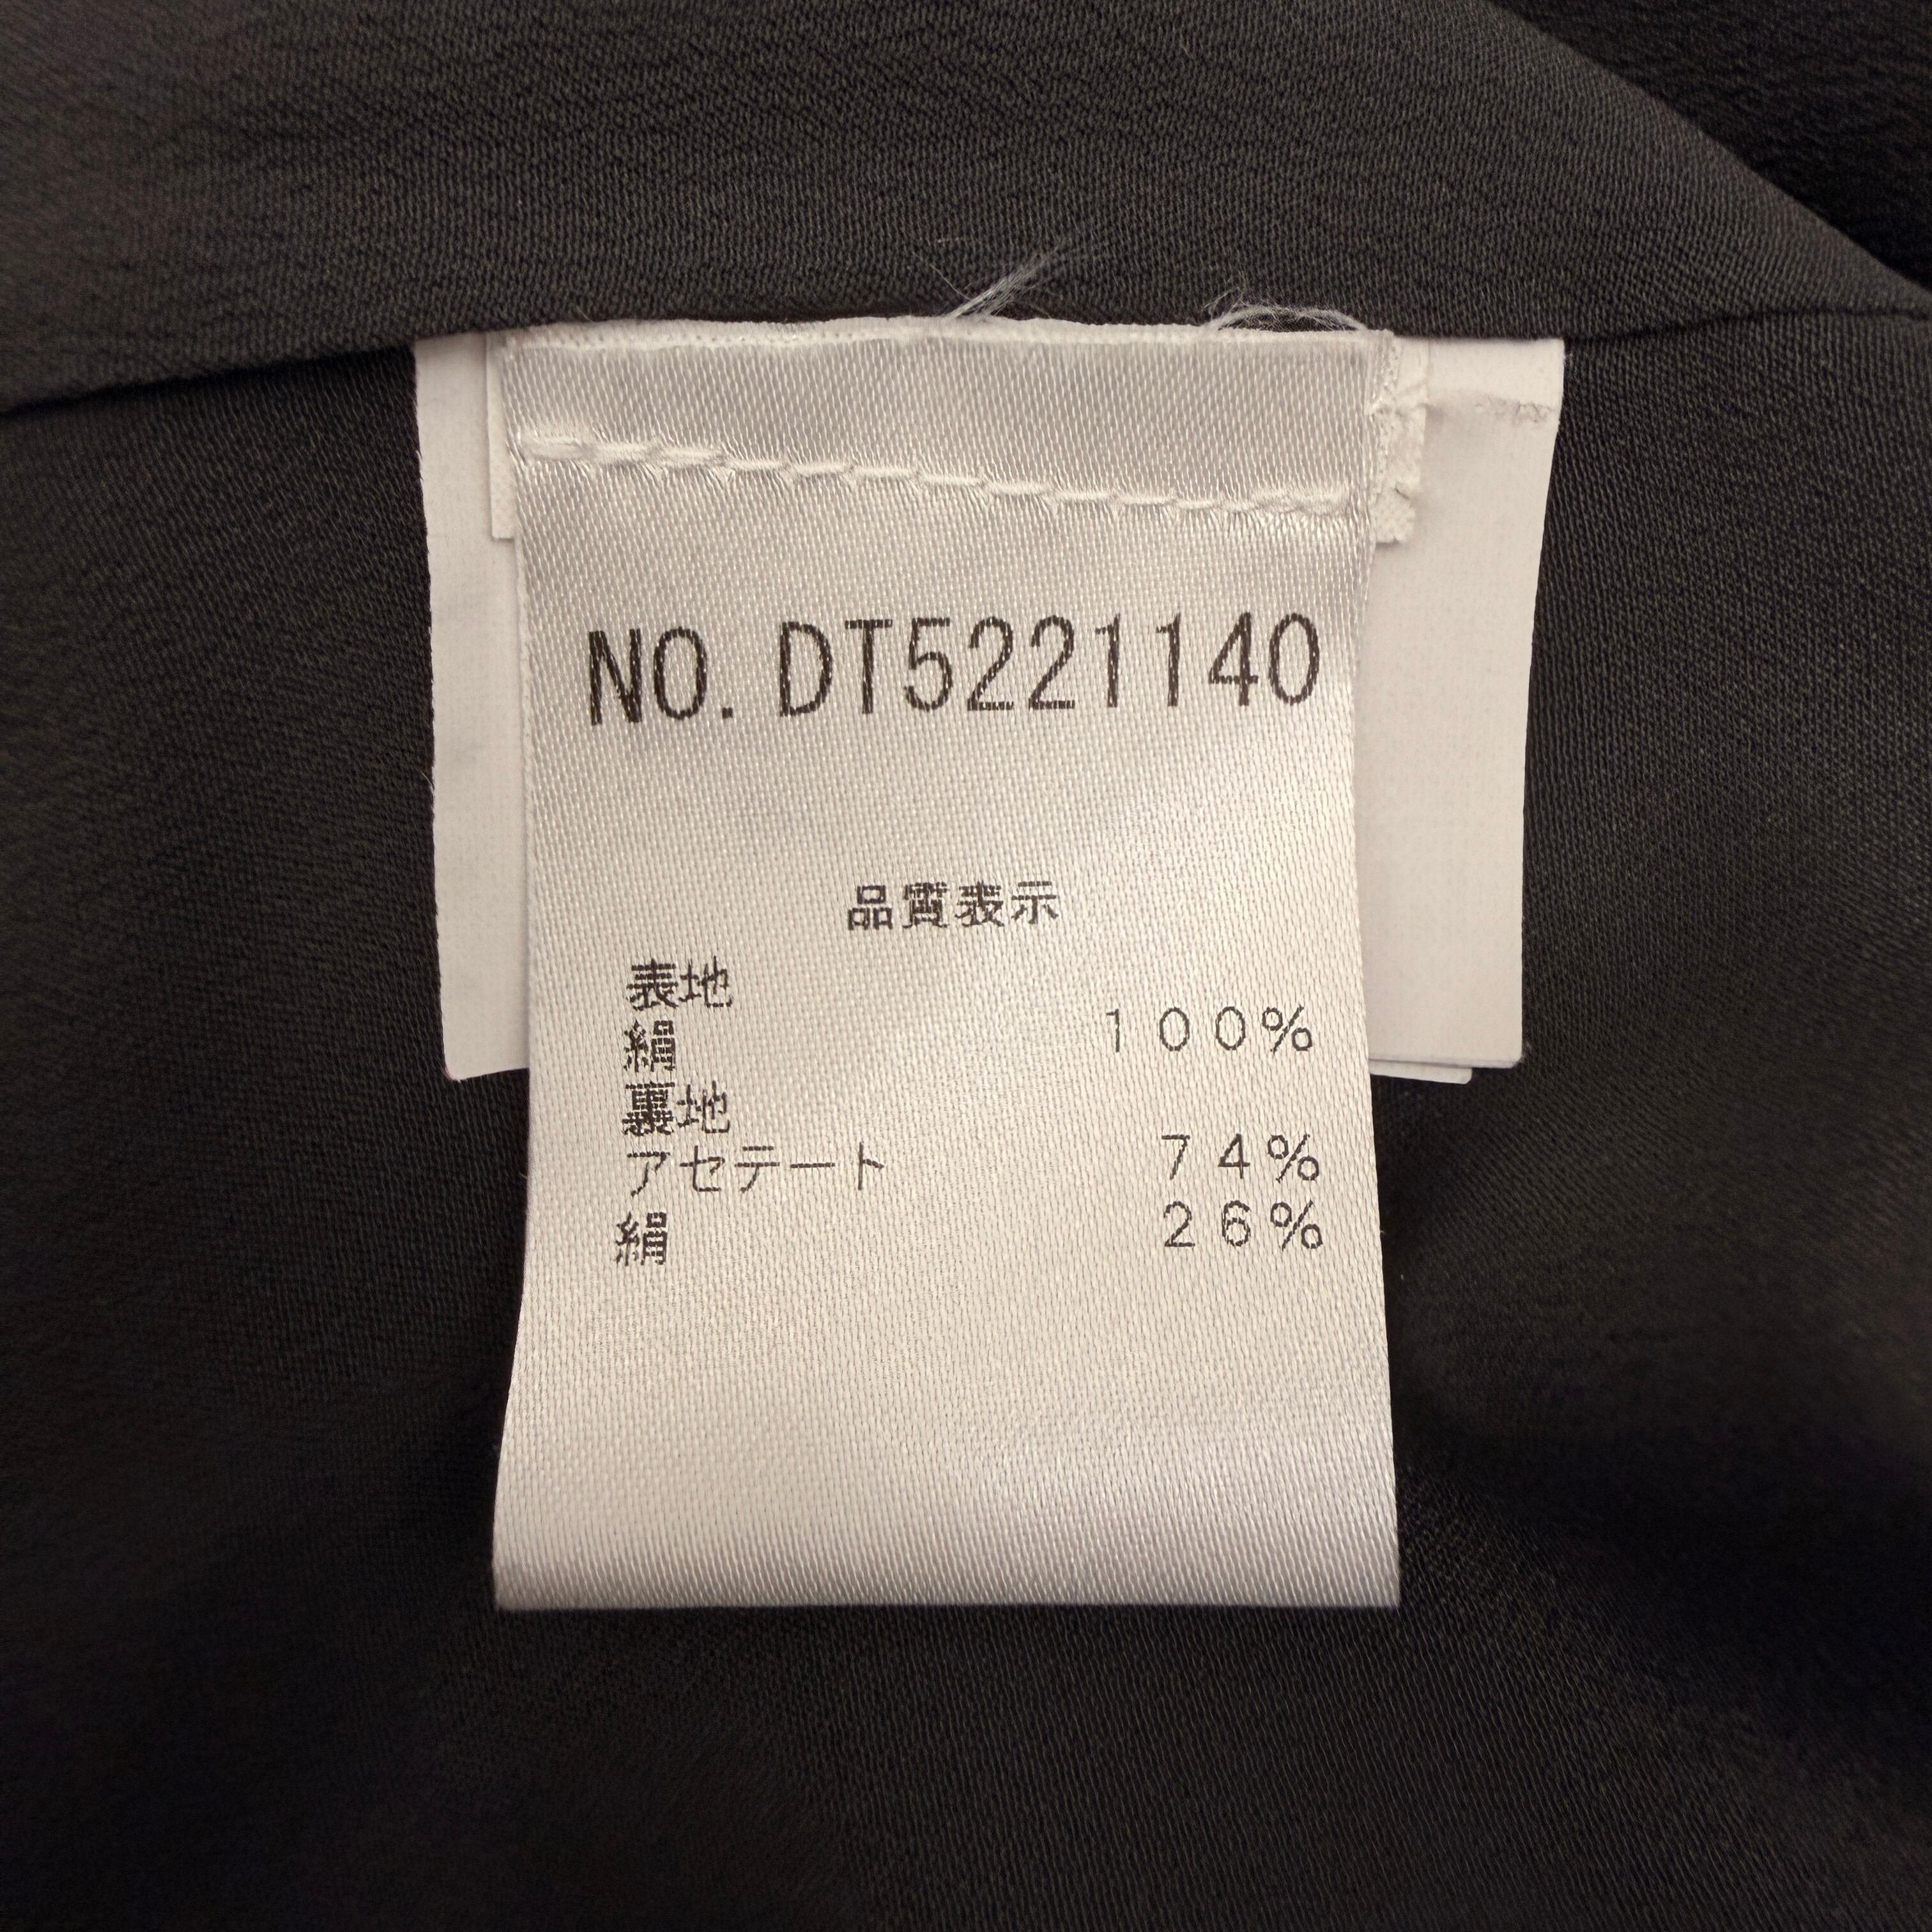 NO. DT5221140
品質表示
表地
絹 100%
裏地
アセテート 74%
絹 26%